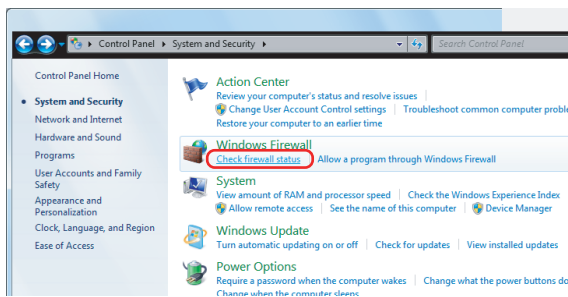 Control Panel ▸ System and Security ▸
Search Control Panel
Control Panel Home
System and Security
Network and Internet
Hardware and Sound
Programs
User Accounts and Family
Safety
Appearance and
Personalization
Clock, Language, and Region
Ease of Access
Action Center
Review your computer's status and resolve issues
Change User Account Control settings | Troubleshoot common computer proble
Restore your computer to an earlier time
Windows Firewall
Check firewall status | Allow a program through Windows Firewall
System
View amount of RAM and processor speed | Check the Windows Experience Index
Allow remote access | See the name of this computer | Device Manager
Windows Update
Turn automatic updating on or off | Check for updates | View installed updates
Power Options
Require a password when the computer wakes | Change what the power buttons do
Change when the computer sleeps